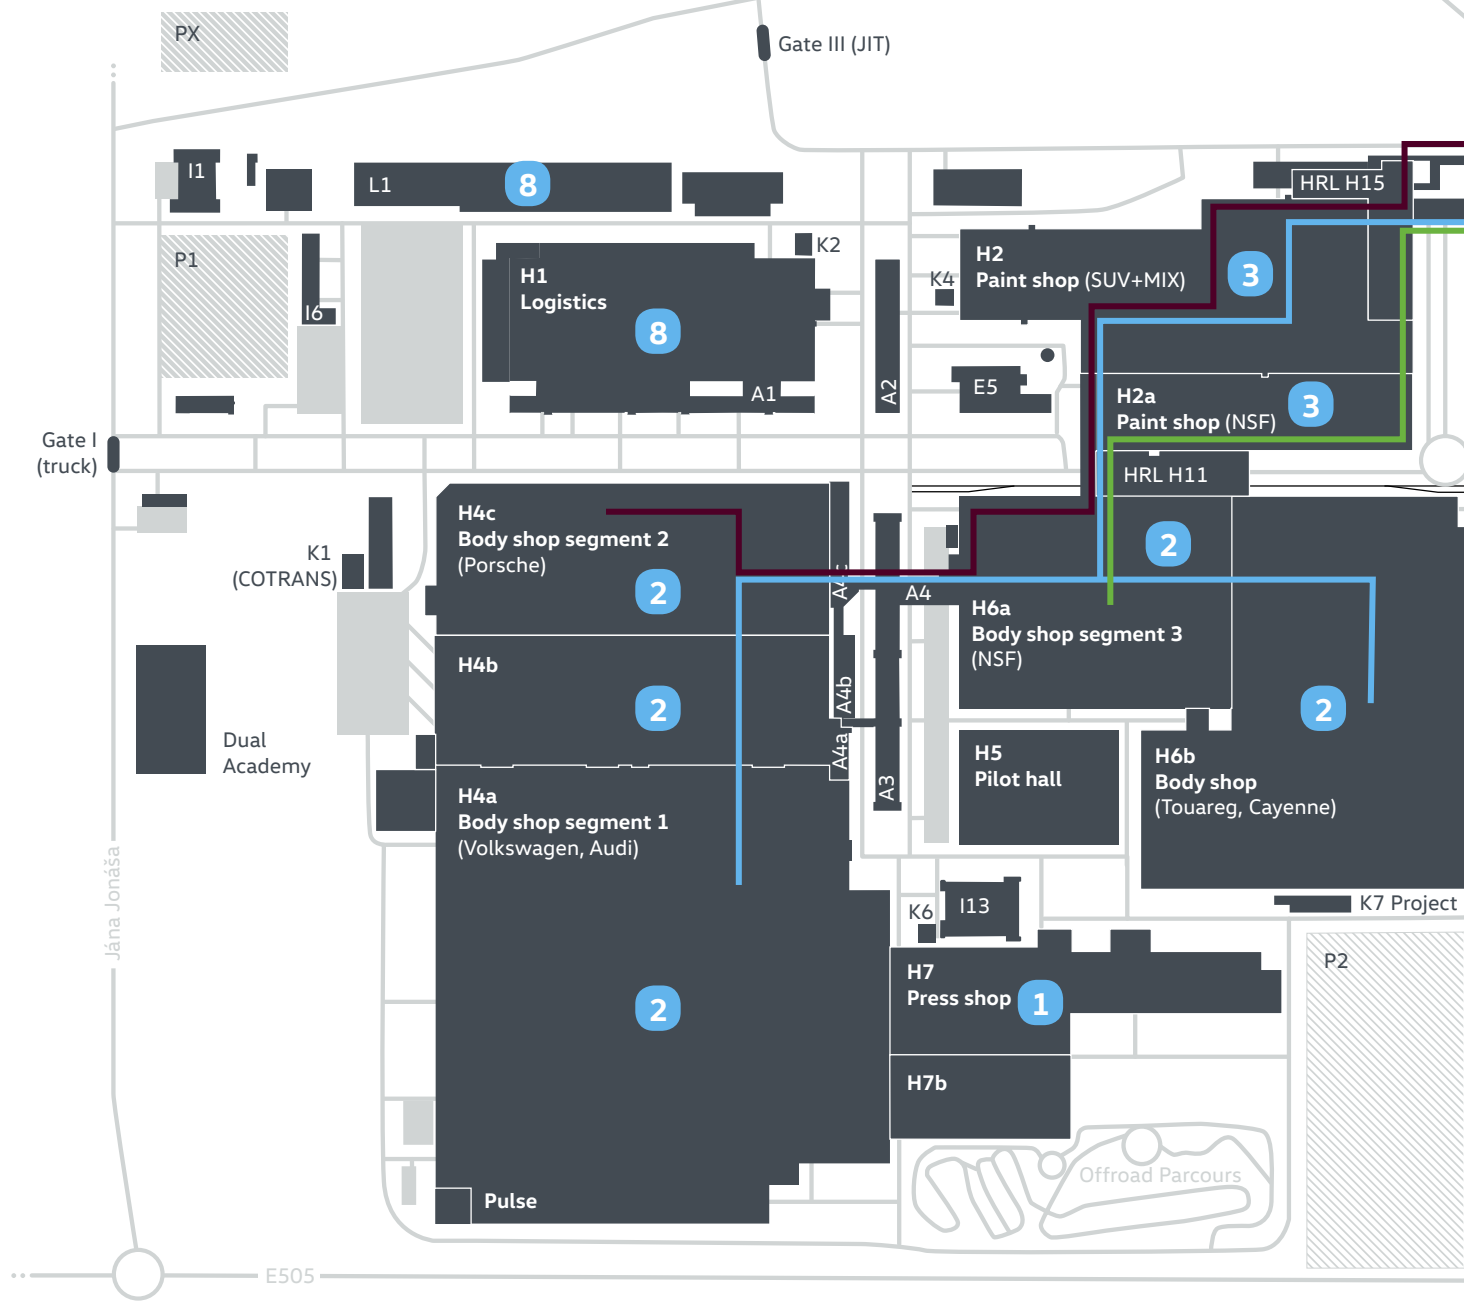 PX
Gate III (JIT)
I1
L1
8
HRL H15
P1
I6
H1
Logistics
8
K2
A1
A2
K4
H2
Paint shop (SUV+MIX)
3
E5
H2a
Paint shop (NSF)
3
HRL H11
Gate I
(truck)
K1
(COTRANS)
H4c
Body shop segment 2
(Porsche)
2
A4c
A4
H6a
Body shop segment 3
(NSF)
2
H4b
2
A4b
A4a
A3
H5
Pilot hall
2
H6b
Body shop
(Touareg, Cayenne)
Dual
Academy
H4a
Body shop segment 1
(Volkswagen, Audi)
2
Jána Jonáša
K6
I13
K7 Project
P2
H7
Press shop
1
H7b
Pulse
Offroad Parcours
E505